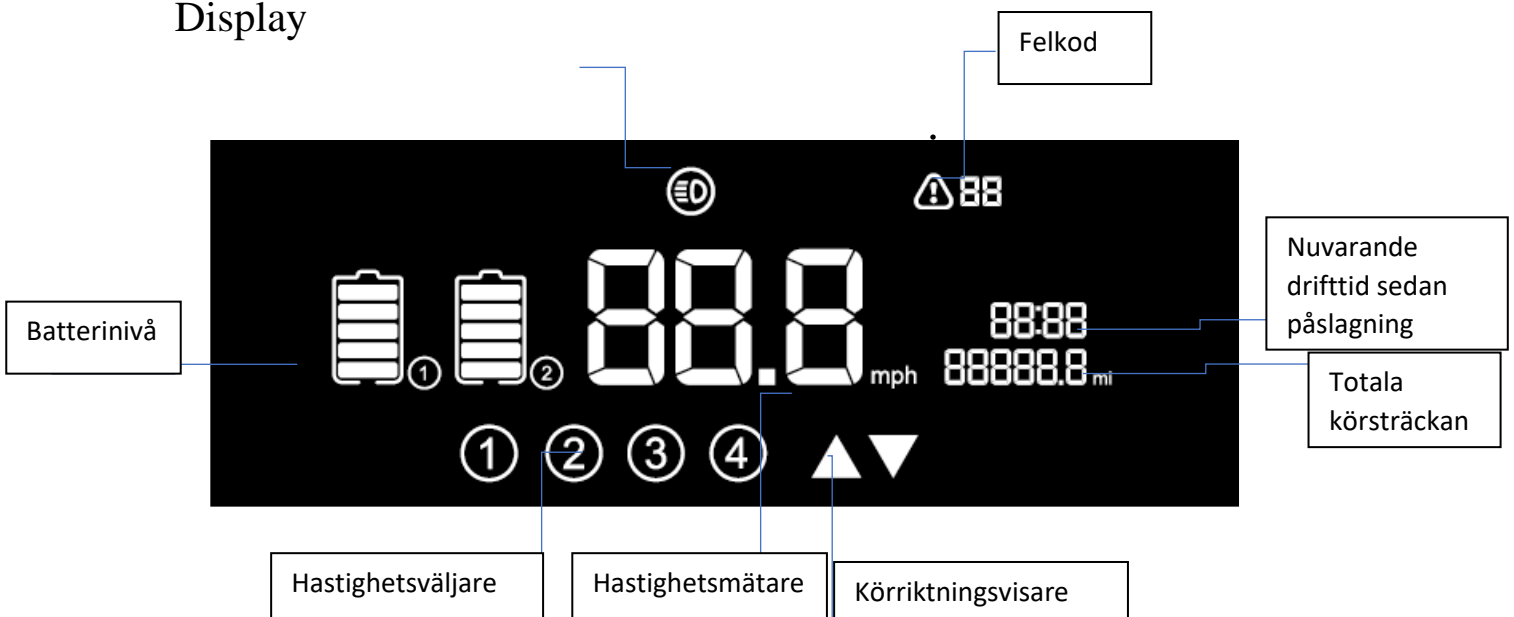 Display
Felkod
88
Nuvarande
drifttid sedan
påslagning
Batterinivå
1
2
88.8 mph
88:88
88888.8 mi
Totala
körsträckan
1 2 3 4
Hastighetsväljare
Hastighetsmätare
Körriktningsvisare